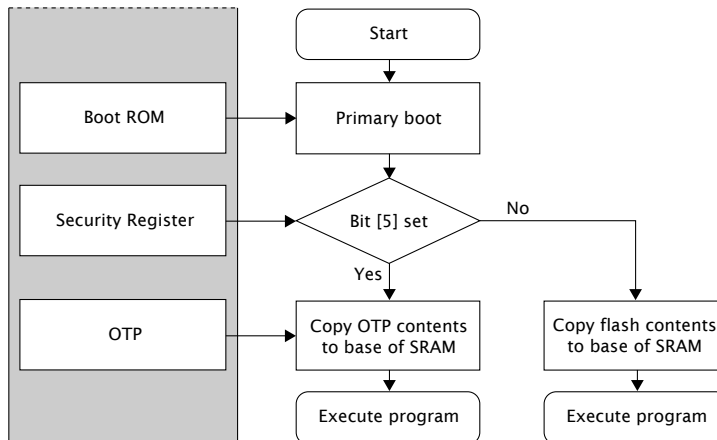 Start
Boot ROM
Primary boot
Security Register
Bit [5] set
No
Yes
OTP
Copy OTP contents
to base of SRAM
Copy flash contents
to base of SRAM
Execute program
Execute program